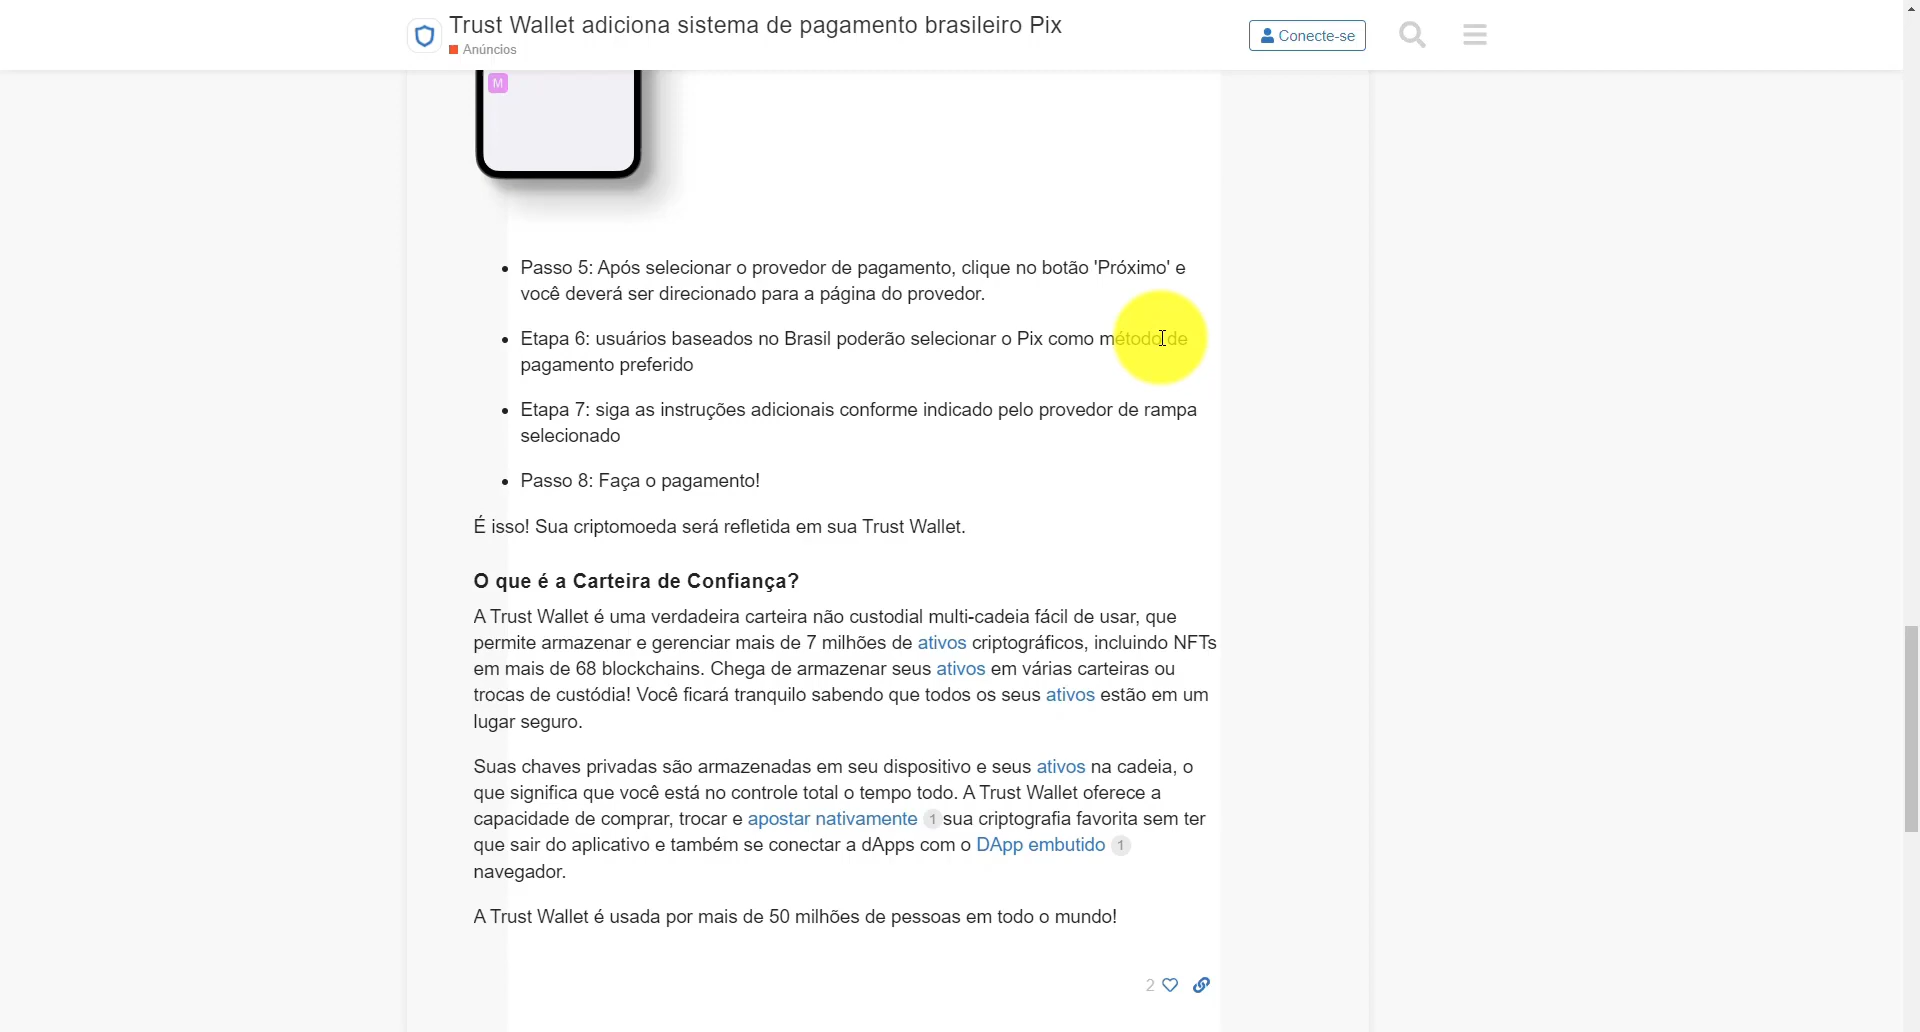 Trust Wallet adiciona sistema de pagamento brasileiro Pix
Anúncios
Conecte-se
M
Passo 5: Após selecionar o provedor de pagamento, clique no botão 'Próximo' e
você deverá ser direcionado para a página do provedor.
Etapa 6: usuários baseados no Brasil poderão selecionar o Pix como método de
pagamento preferido
Etapa 7: siga as instruções adicionais conforme indicado pelo provedor de rampa
selecionado
Passo 8: Faça o pagamento!
É isso! Sua criptomoeda será refletida em sua Trust Wallet.
O que é a Carteira de Confiança?
A Trust Wallet é uma verdadeira carteira não custodial multi-cadeia fácil de usar, que
permite armazenar e gerenciar mais de 7 milhões de ativos criptográficos, incluindo NFTs
em mais de 68 blockchains. Chega de armazenar seus ativos em várias carteiras ou
trocas de custódia! Você ficará tranquilo sabendo que todos os seus ativos estão em um
lugar seguro.
Suas chaves privadas são armazenadas em seu dispositivo e seus ativos na cadeia, o
que significa que você está no controle total o tempo todo. A Trust Wallet oferece a
capacidade de comprar, trocar e apostar nativamente 1 sua criptografia favorita sem ter
que sair do aplicativo e também se conectar a dApps com o DApp embutido 1
navegador.
A Trust Wallet é usada por mais de 50 milhões de pessoas em todo o mundo!
2